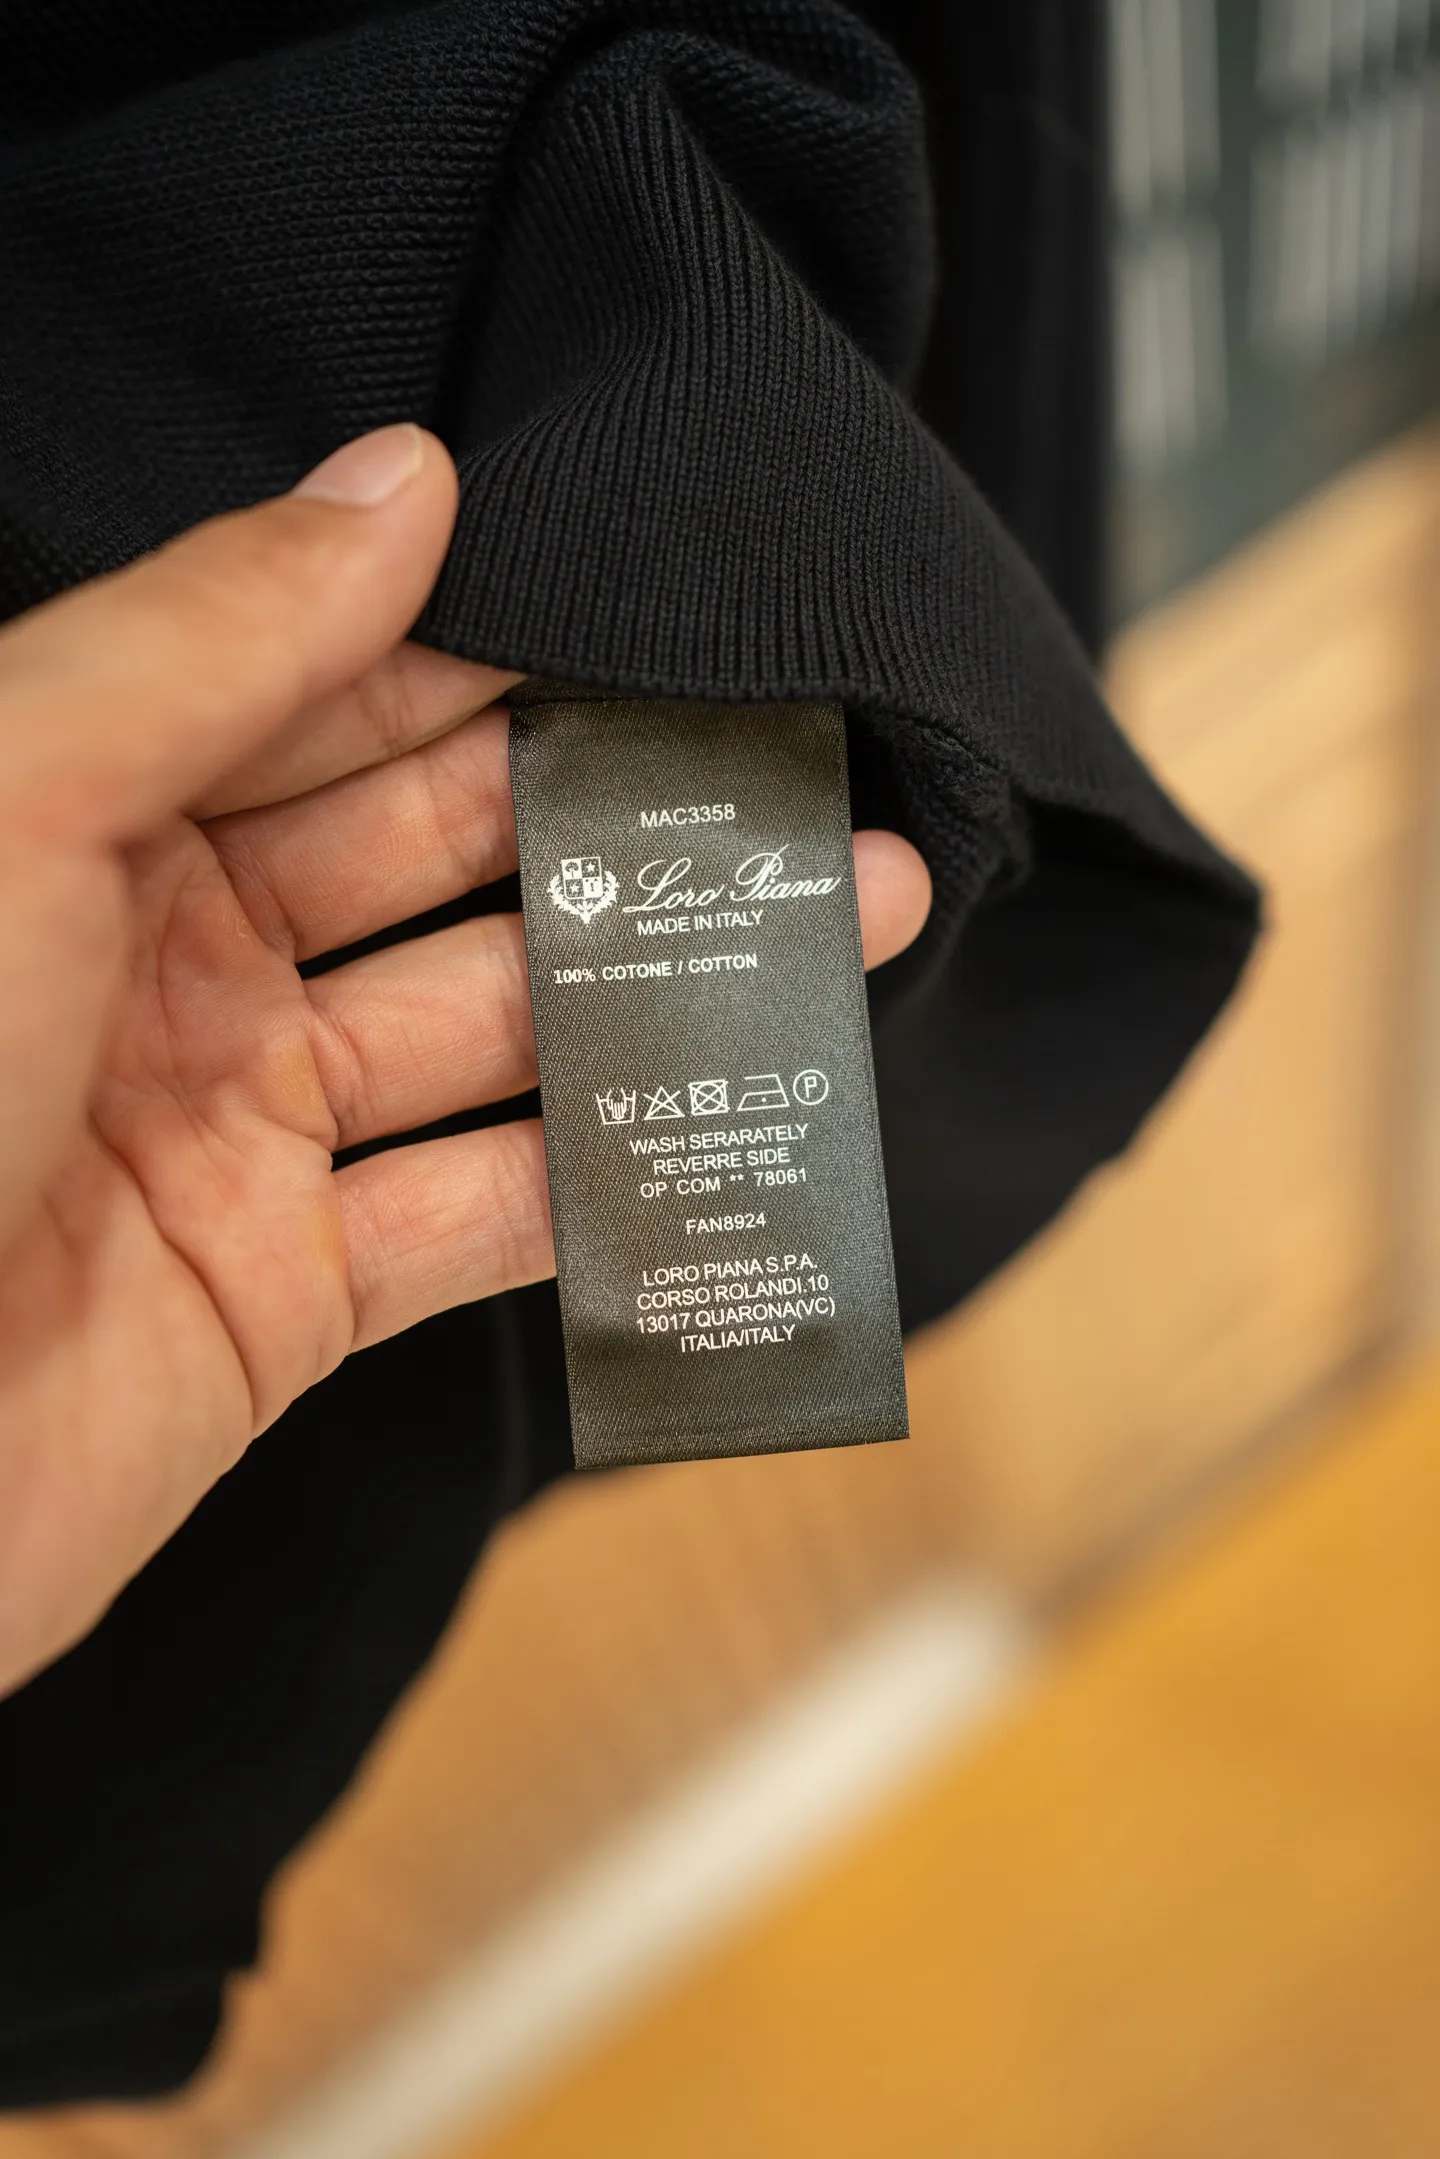 MAC3358
Loro Piana
MADE IN ITALY
100% COTONE / COTTON
P
WASH SERARATELY
REVERRE SIDE
OP COM ** 78061
FAN8924
LORO PIANA S.P.A.
CORSO ROLANDI.10
13017 QUARONA(VC)
ITALIA/ITALY